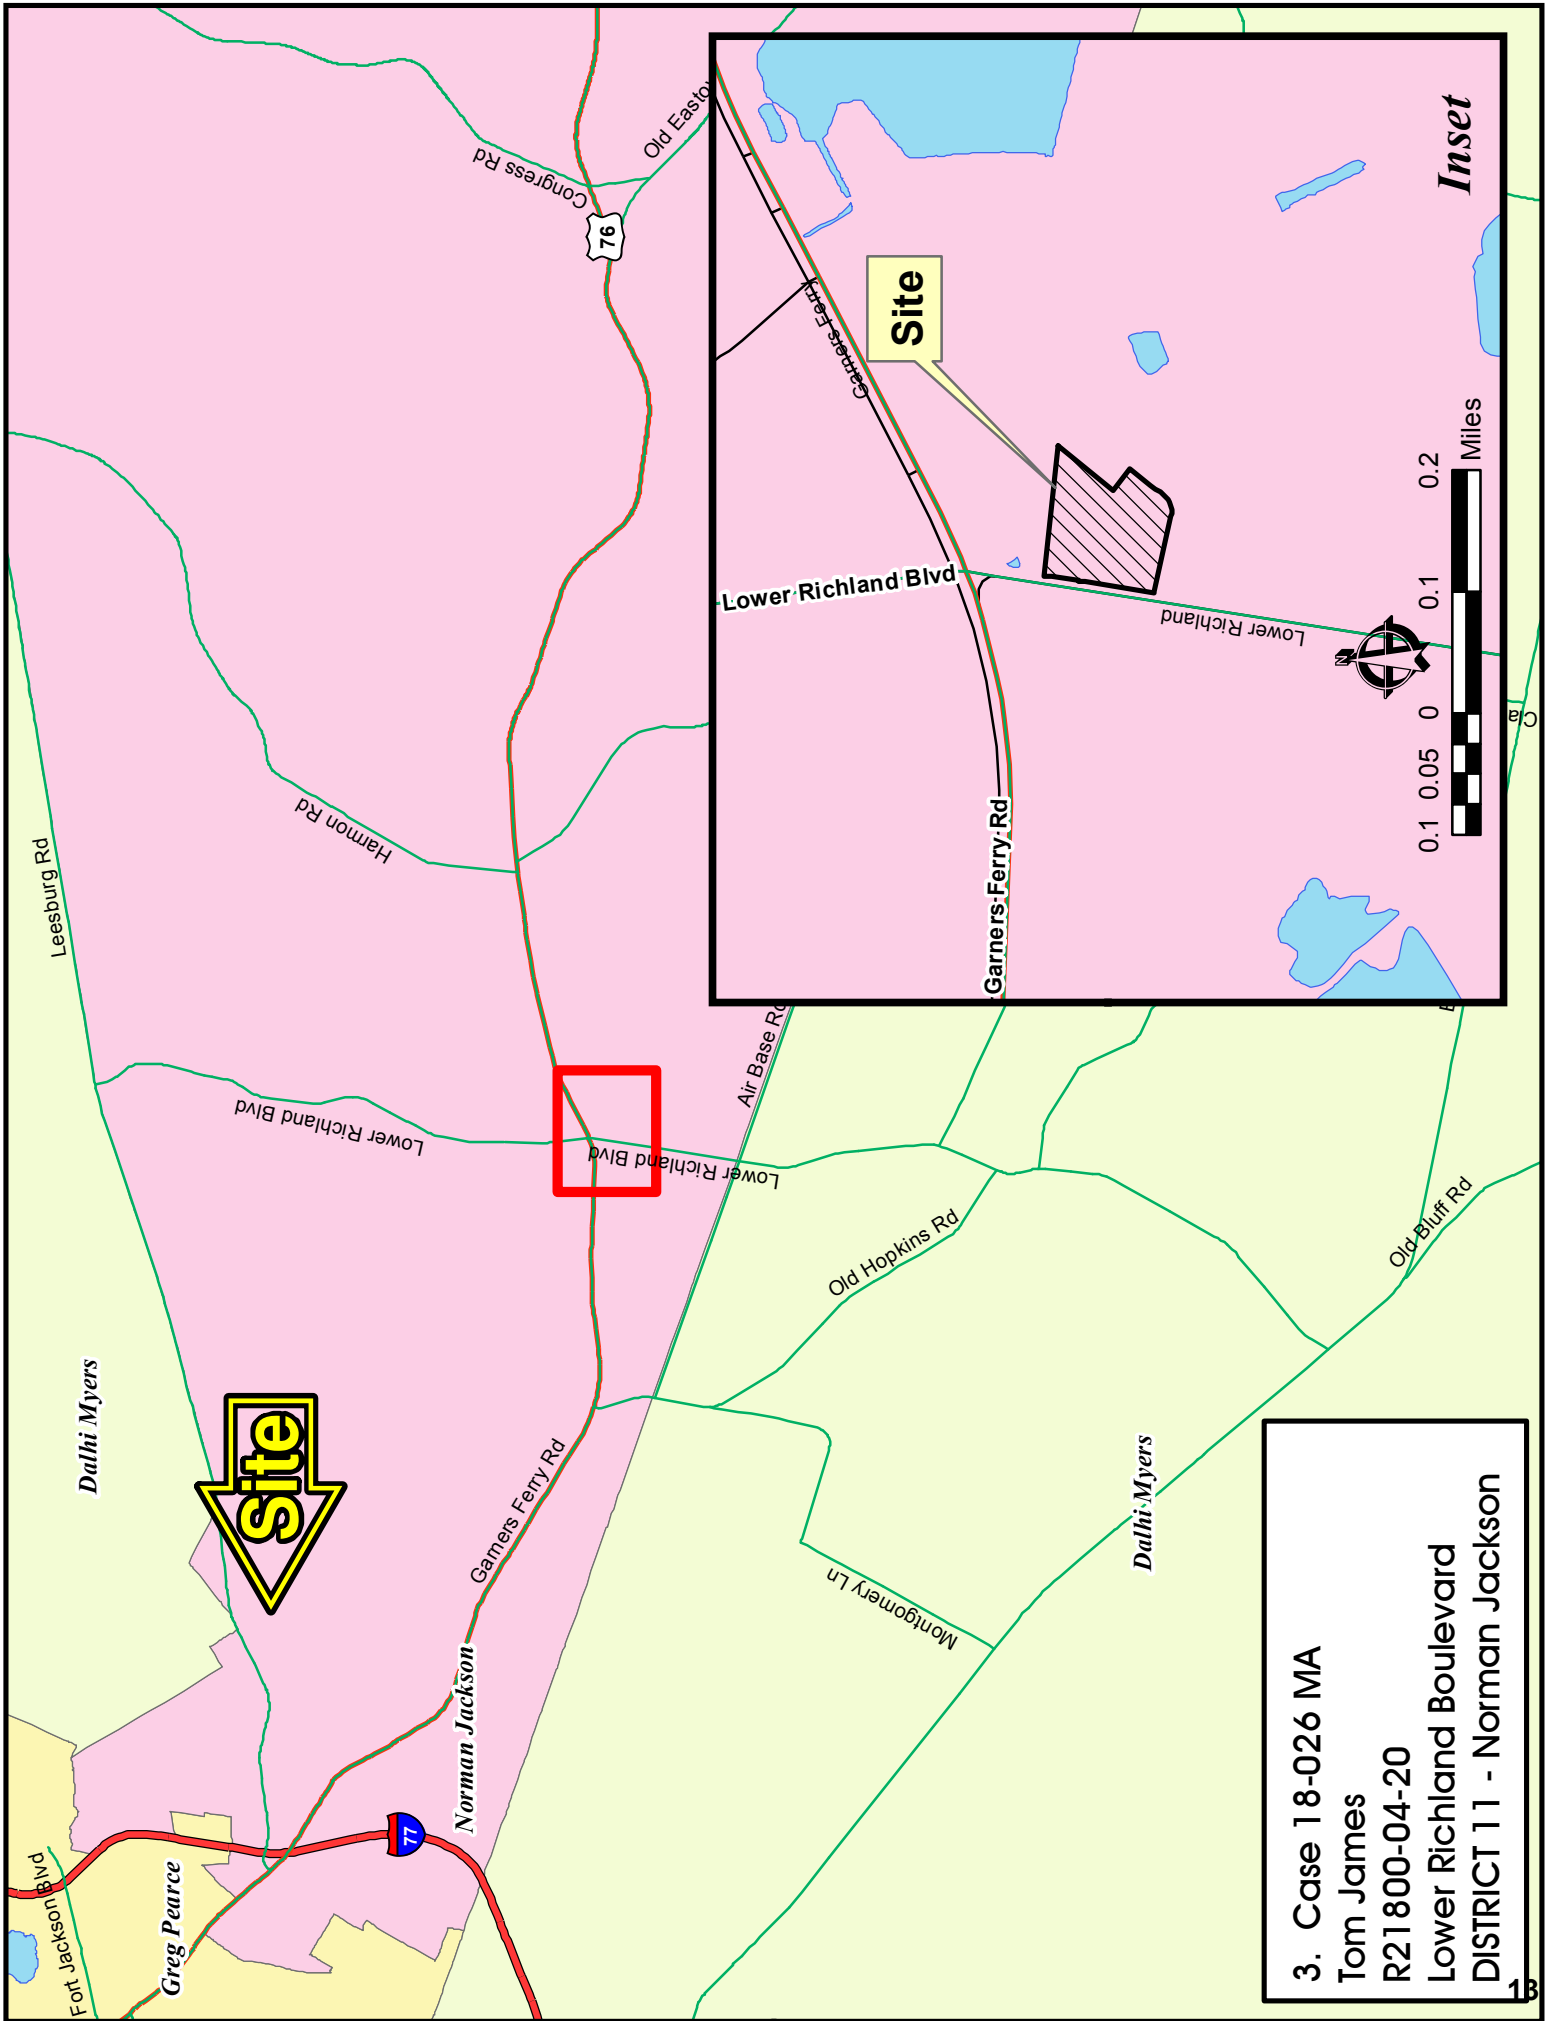 3. Case 18-026 MA
Tom James
R21800-04-20
Lower Richland Boulevard
DISTRICT 11 - Norman Jackson
13
Site
Dalhi Myers
Dalhi Myers
Norman Jackson
Greg Pearce
Fort Jackson Blvd
77
76
Leesburg Rd
Harmon Rd
Congress Rd
Lower Richland Blvd
Lower Richland Blvd
Garners Ferry Rd
Air Base Rd
Old Hopkins Rd
Montgomery Ln
Old Bluff Rd
Inset
Site
Garners Ferry
Garners Ferry Rd
Lower Richland Blvd
Lower Richland
N
0.1 0.05 0 0.1 0.2
Miles